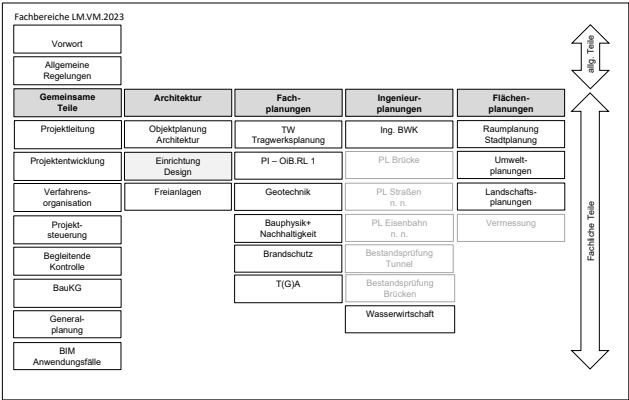 Fachbereiche LM.VM.2023
Vorwort
Allgemeine
Regelungen
allg. Teile
Gemeinsame
Teile
Projektleitung
Projektentwicklung
Verfahrens-
organisation
Projekt-
steuerung
Begleitende
Kontrolle
BauKG
General-
planung
BIM
Anwendungsfälle
Architektur
Objektplanung
Architektur
Einrichtung
Design
Freianlagen
Fach-
planungen
TW
Tragwerksplanung
PI – OiB.RL 1
Geotechnik
Bauphysik+
Nachhaltigkeit
Brandschutz
T(G)A
Ingenieur-
planungen
Ing. BWK
PL Brücke
PL Straßen
n. n.
PL Eisenbahn
n. n.
Bestandsprüfung
Tunnel
Bestandsprüfung
Brücken
Wasserwirtschaft
Flächen-
planungen
Raumplanung
Stadtplanung
Umwelt-
planungen
Landschafts-
planungen
Vermessung
Fachliche Teile